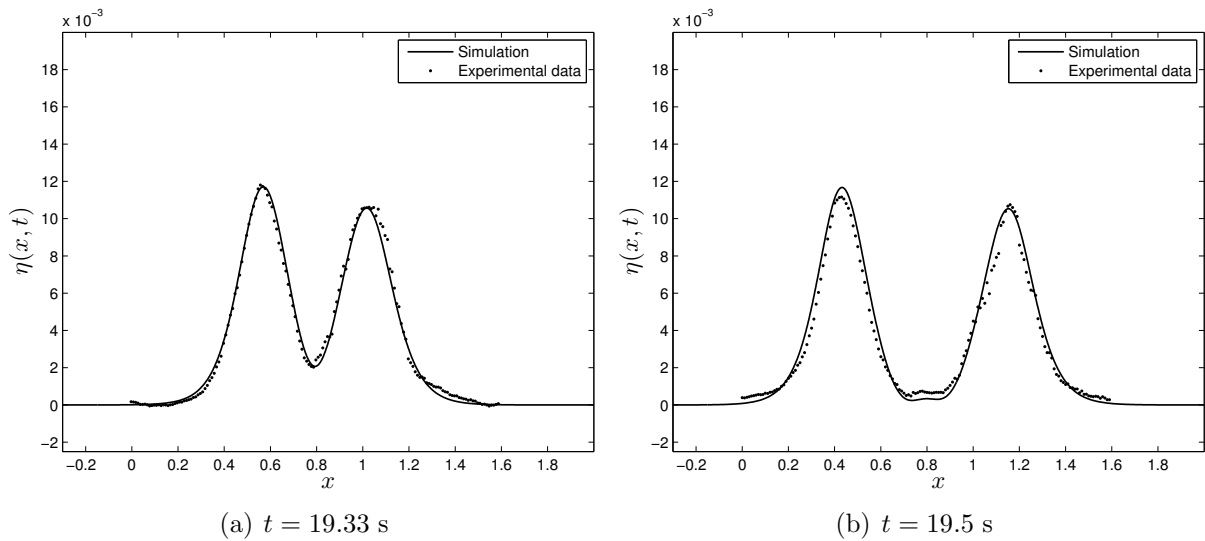 x 10⁻³
18
16
14
12
10
8
6
4
2
0
−2
−0.2 0 0.2 0.4 0.6 0.8 1 1.2 1.4 1.6 1.8
x
η(x, t)
Simulation
Experimental data
(a) t = 19.33 s
x 10⁻³
18
16
14
12
10
8
6
4
2
0
−2
−0.2 0 0.2 0.4 0.6 0.8 1 1.2 1.4 1.6 1.8
x
η(x, t)
Simulation
Experimental data
(b) t = 19.5 s